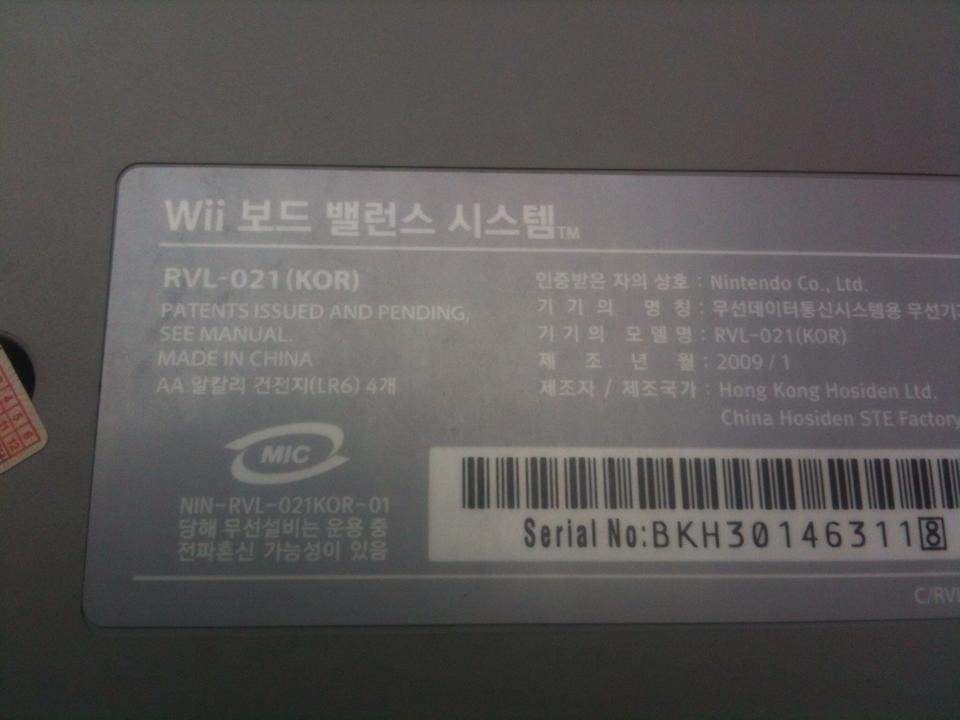 Wii 보드 밸런스 시스템™
RVL-021(KOR)
PATENTS ISSUED AND PENDING,
SEE MANUAL.
MADE IN CHINA
AA 알칼리 건전지(LR6) 4개
인증받은 자의 상호 : Nintendo Co., Ltd.
기 기 의 명 칭 : 무선데이터통신시스템용 무선기
기 기 의 모 델 명 : RVL-021(KOR)
제 조 년 월 : 2009 / 1
제조자 / 제조국가 : Hong Kong Hosiden Ltd.
China Hosiden STE Factory
MIC
NIN-RVL-021KOR-01
당해 무선설비는 운용 중
전파혼신 가능성이 있음
Serial No:BKH301463118
C/RVL
4
5 6
11 12